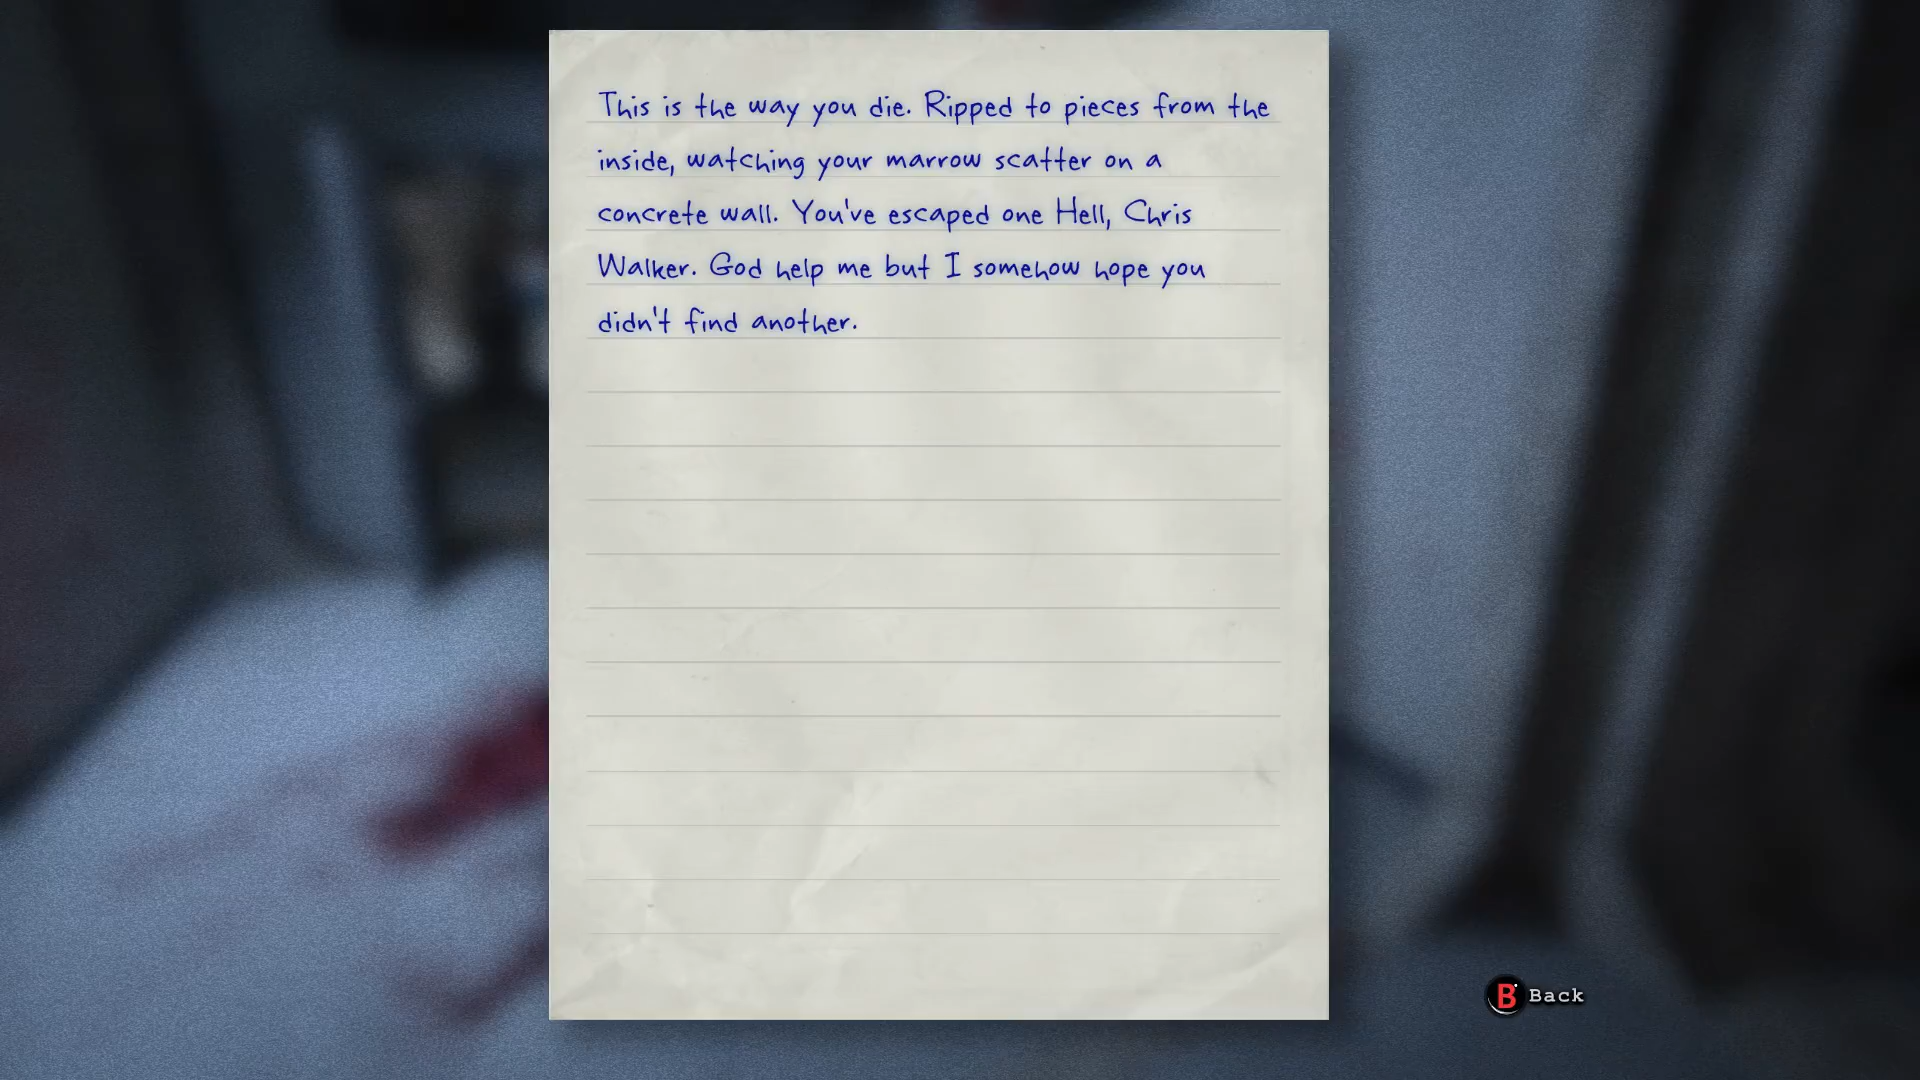 This is the way you die. Ripped to pieces from the
inside, watching your marrow scatter on a
concrete wall. You've escaped one Hell, Chris
Walker. God help me but I somehow hope you
didn't find another.
B Back